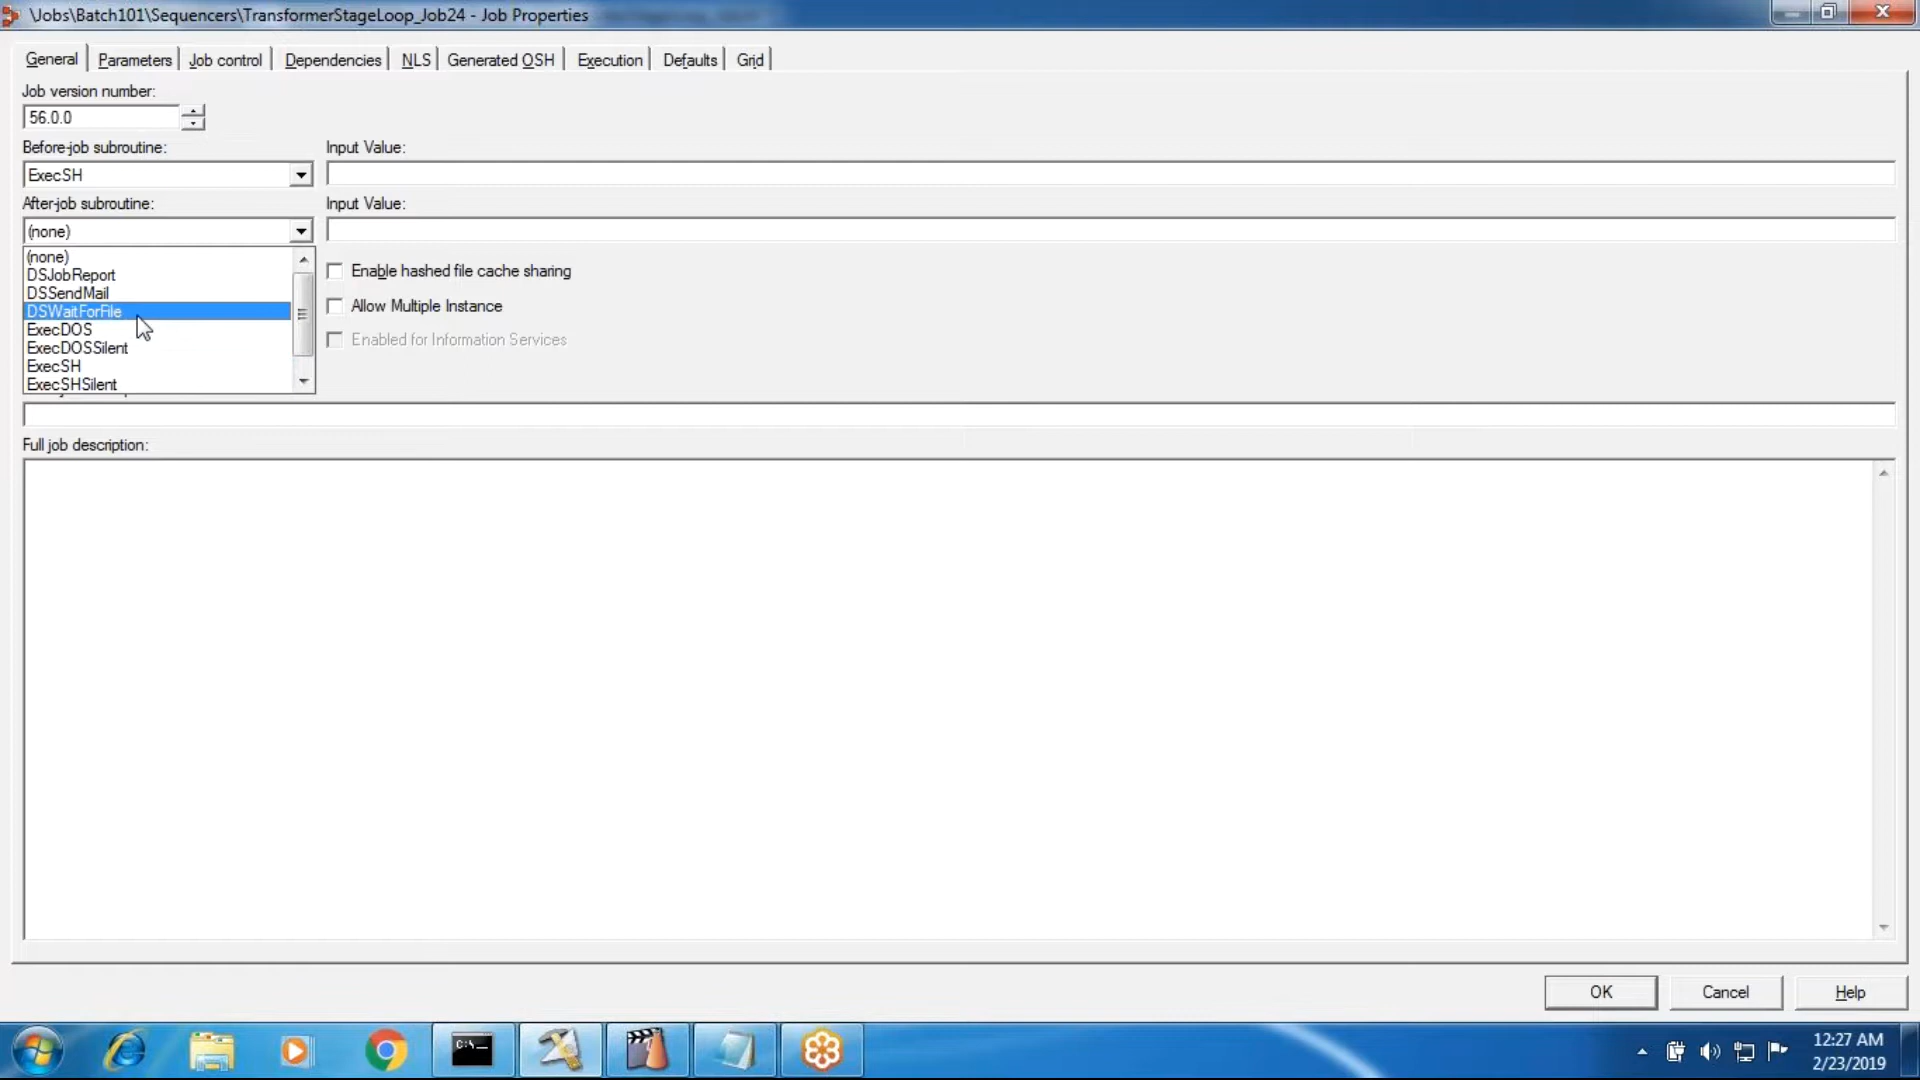 \Jobs\Batch101\Sequencers\TransformerStageLoop_Job24 - Job Properties
General Parameters Job control Dependencies NLS Generated OSH Execution Defaults Grid
Job version number:
56.0.0
Before-job subroutine: Input Value:
ExecSH
After-job subroutine: Input Value:
(none)
(none)
DSJobReport
DSSendMail
DSWaitForFile
ExecDOS
ExecDOSSilent
ExecSH
ExecSHSilent
Enable hashed file cache sharing
Allow Multiple Instance
Enabled for Information Services
Full job description:
OK Cancel Help
C:\_
12:27 AM
2/23/2019